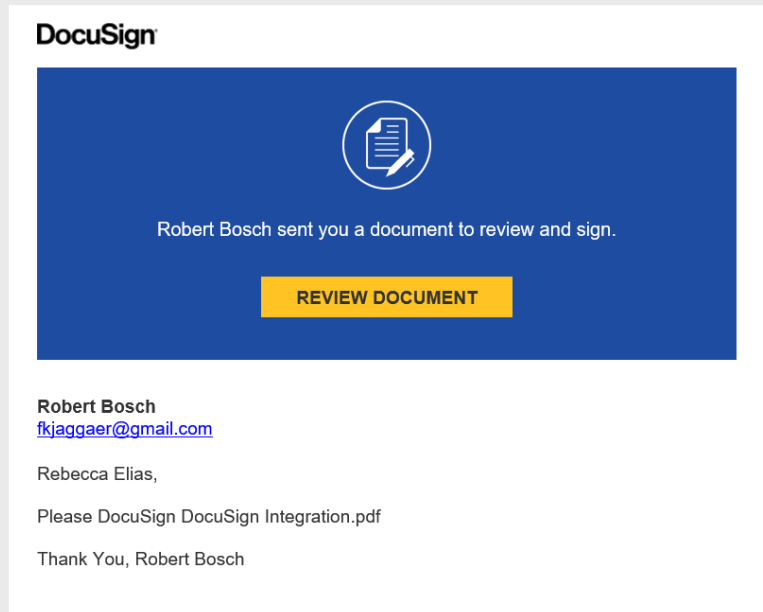 DocuSign
Robert Bosch sent you a document to review and sign.
REVIEW DOCUMENT
Robert Bosch
fkjaggaer@gmail.com
Rebecca Elias,
Please DocuSign DocuSign Integration.pdf
Thank You, Robert Bosch